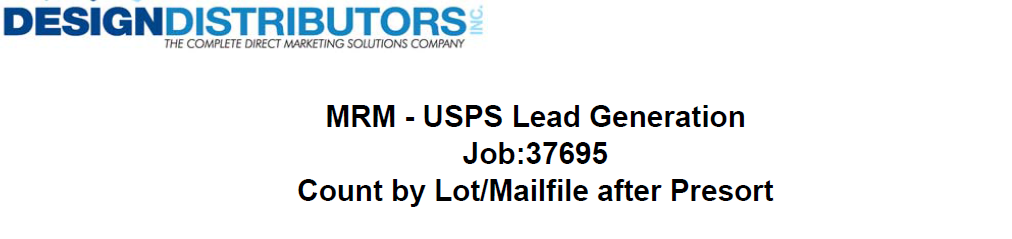 DESIGNDISTRIBUTORS INC.
THE COMPLETE DIRECT MARKETING SOLUTIONS COMPANY
MRM - USPS Lead Generation
Job:37695
Count by Lot/Mailfile after Presort